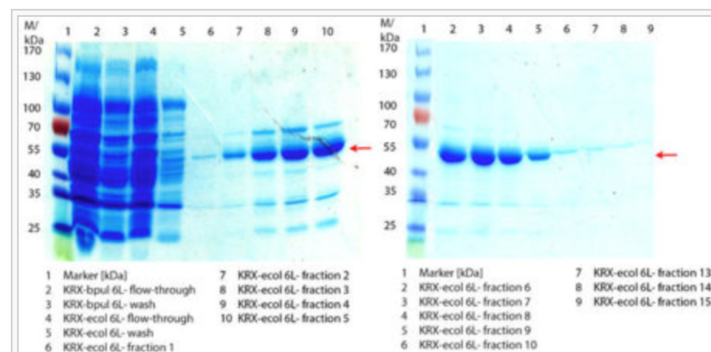 M/
kDa
1 2 3 4 5 6 7 8 9 10
170
130
100
70
55
40
35
25
1 Marker [kDa]
2 KRX-bpul 6L- flow-through
3 KRX-bpul 6L- wash
4 KRX-ecol 6L- flow-through
5 KRX-ecol 6L- wash
6 KRX-ecol 6L- fraction 1
7 KRX-ecol 6L- fraction 2
8 KRX-ecol 6L- fraction 3
9 KRX-ecol 6L- fraction 4
10 KRX-ecol 6L- fraction 5
M/
kDa
1 2 3 4 5 6 7 8 9
170
130
100
70
55
40
35
25
1 Marker [kDa]
2 KRX-ecol 6L- fraction 6
3 KRX-ecol 6L- fraction 7
4 KRX-ecol 6L- fraction 8
5 KRX-ecol 6L- fraction 9
6 KRX-ecol 6L- fraction 10
7 KRX-ecol 6L- fraction 13
8 KRX-ecol 6L- fraction 14
9 KRX-ecol 6L- fraction 15